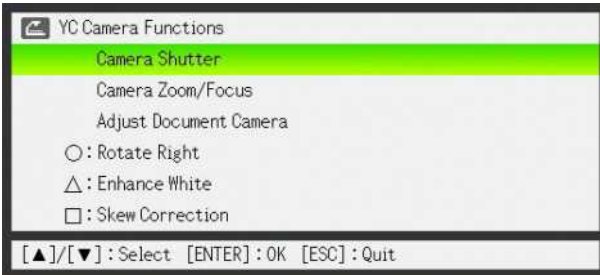 YC Camera Functions
Camera Shutter
Camera Zoom/Focus
Adjust Document Camera
○:Rotate Right
△:Enhance White
□:Skew Correction
[▲]/[▼]:Select [ENTER]:OK [ESC]:Quit